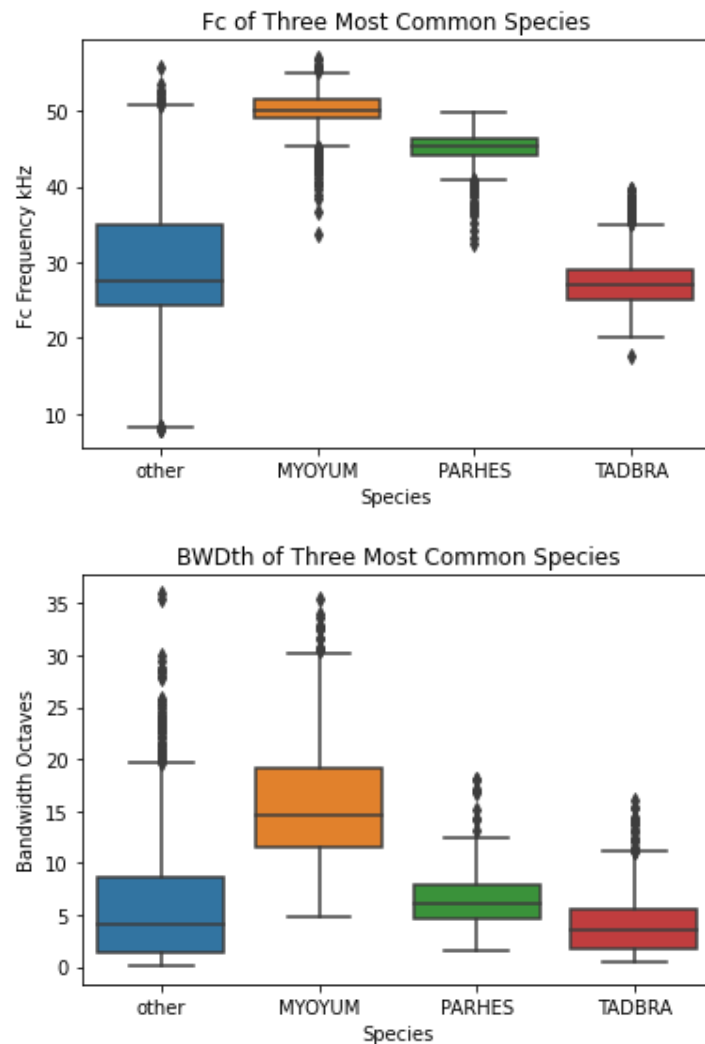 Fc of Three Most Common Species
Fc Frequency kHz
50
40
30
20
10
other MYOYUM PARHES TADBRA
Species
BWDth of Three Most Common Species
Bandwidth Octaves
35
30
25
20
15
10
5
0
other MYOYUM PARHES TADBRA
Species